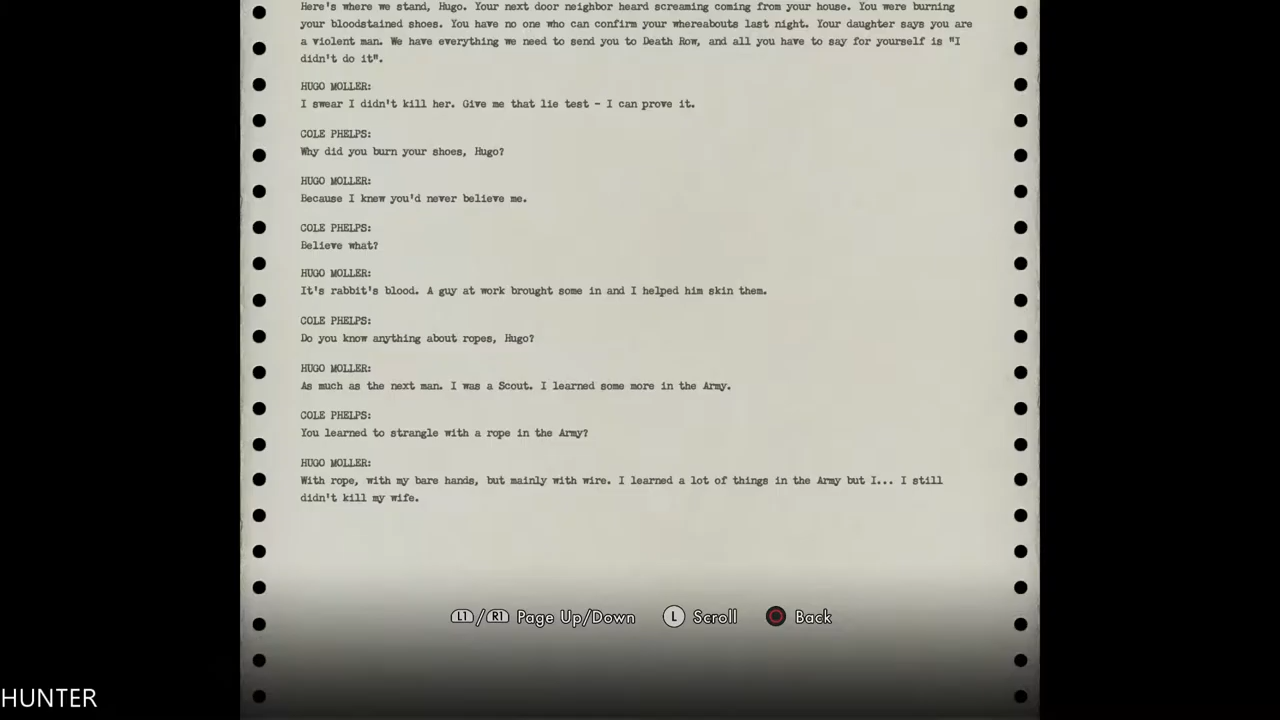 Here's where we stand, Hugo. Your next door neighbor heard screaming coming from your house. You were burning
your bloodstained shoes. You have no one who can confirm your whereabouts last night. Your daughter says you are
a violent man. We have everything we need to send you to Death Row, and all you have to say for yourself is "I
didn't do it".
HUGO MOLLER:
I swear I didn't kill her. Give me that lie test - I can prove it.
COLE PHELPS:
Why did you burn your shoes, Hugo?
HUGO MOLLER:
Because I knew you'd never believe me.
COLE PHELPS:
Believe what?
HUGO MOLLER:
It's rabbit's blood. A guy at work brought some in and I helped him skin them.
COLE PHELPS:
Do you know anything about ropes, Hugo?
HUGO MOLLER:
As much as the next man. I was a Scout. I learned some more in the Army.
COLE PHELPS:
You learned to strangle with a rope in the Army?
HUGO MOLLER:
With rope, with my bare hands, but mainly with wire. I learned a lot of things in the Army but I... I still
didn't kill my wife.
L1/R1 Page Up/Down L Scroll Back
HUNTER